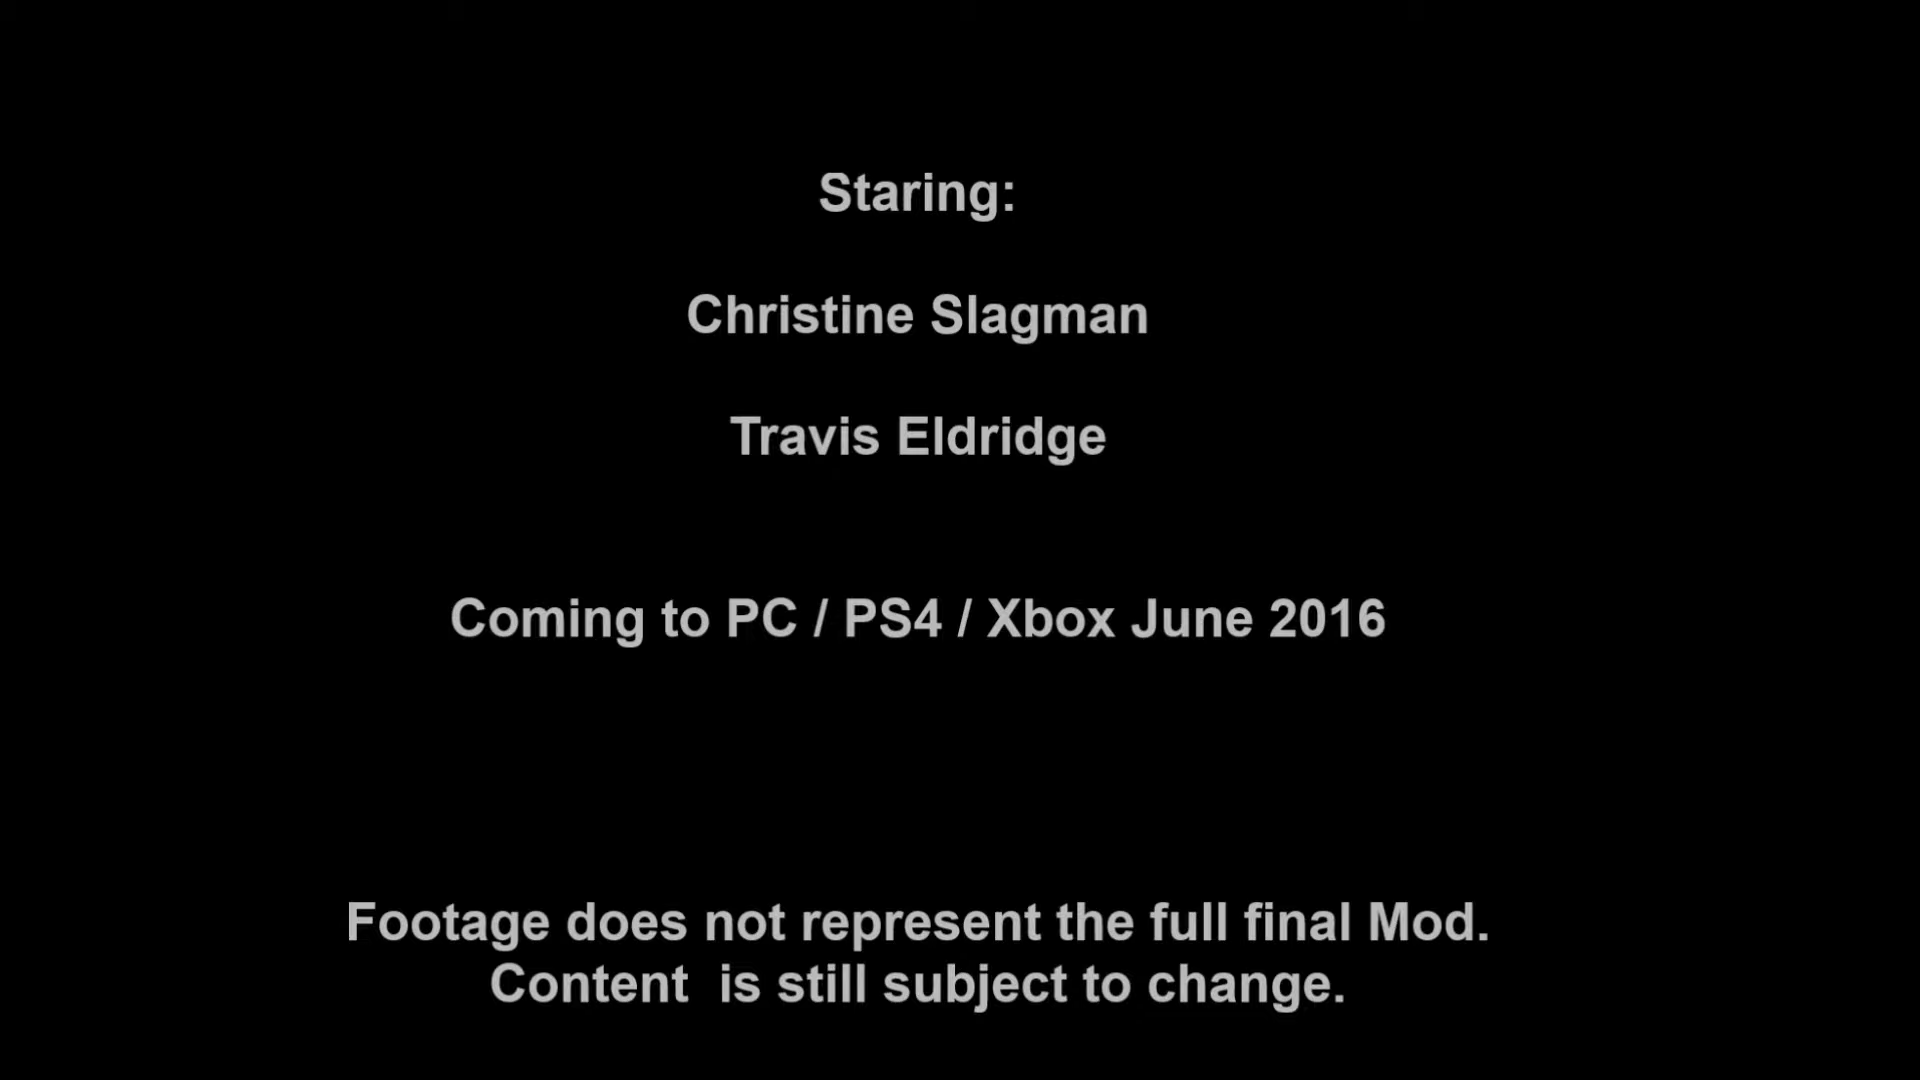 Staring:
Christine Slagman
Travis Eldridge
Coming to PC / PS4 / Xbox June 2016
Footage does not represent the full final Mod.
Content  is still subject to change.